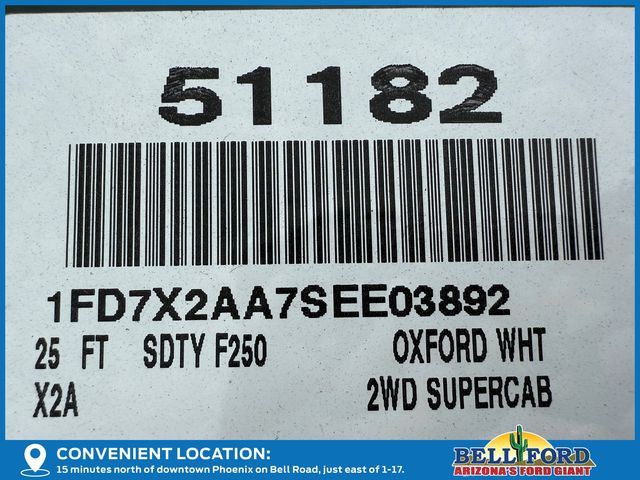 51182
1FD7X2AA7SEE03892
25 FT SDTY F250 OXFORD WHT
X2A 2WD SUPERCAB
CONVENIENT LOCATION:
15 minutes north of downtown Phoenix on Bell Road, just east of 1-17.
BELL FORD
ARIZONA'S FORD GIANT